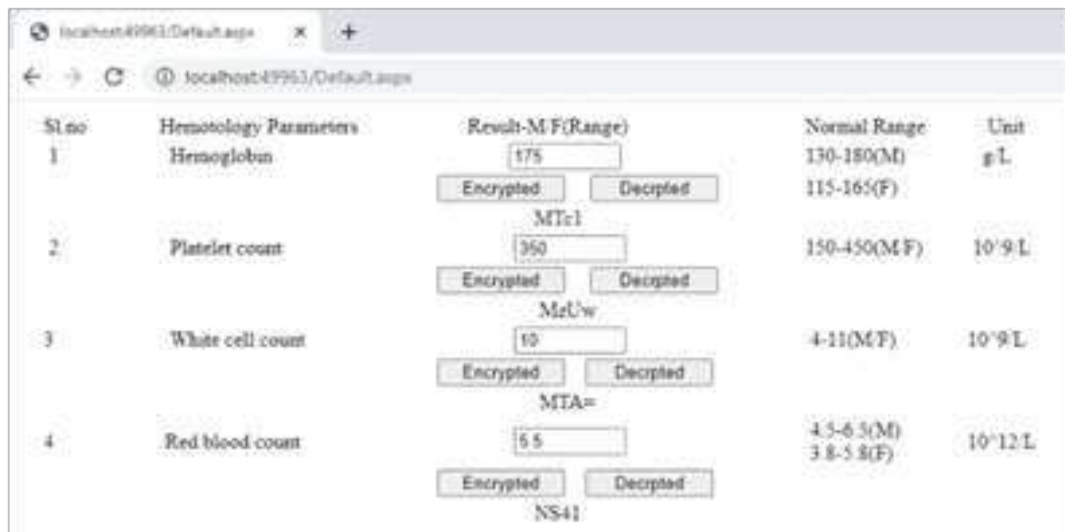 localhost:49963/Default.aspx × +
localhost:49963/Default.aspx
Sl.no Hemotology Parameters Result-M/F(Range) Normal Range Unit
1 Hemoglobin 175 130-180(M) g/L
Encrypted Decrpted 115-165(F)
MTc1
2 Platelet count 350 150-450(M/F) 10^9/L
Encrypted Decrpted
MzUw
3 White cell count 10 4-11(M/F) 10^9/L
Encrypted Decrpted
MTA=
4 Red blood count 5.5 4.5-6.5(M) 10^12/L
3.8-5.8(F)
Encrypted Decrpted
NS41